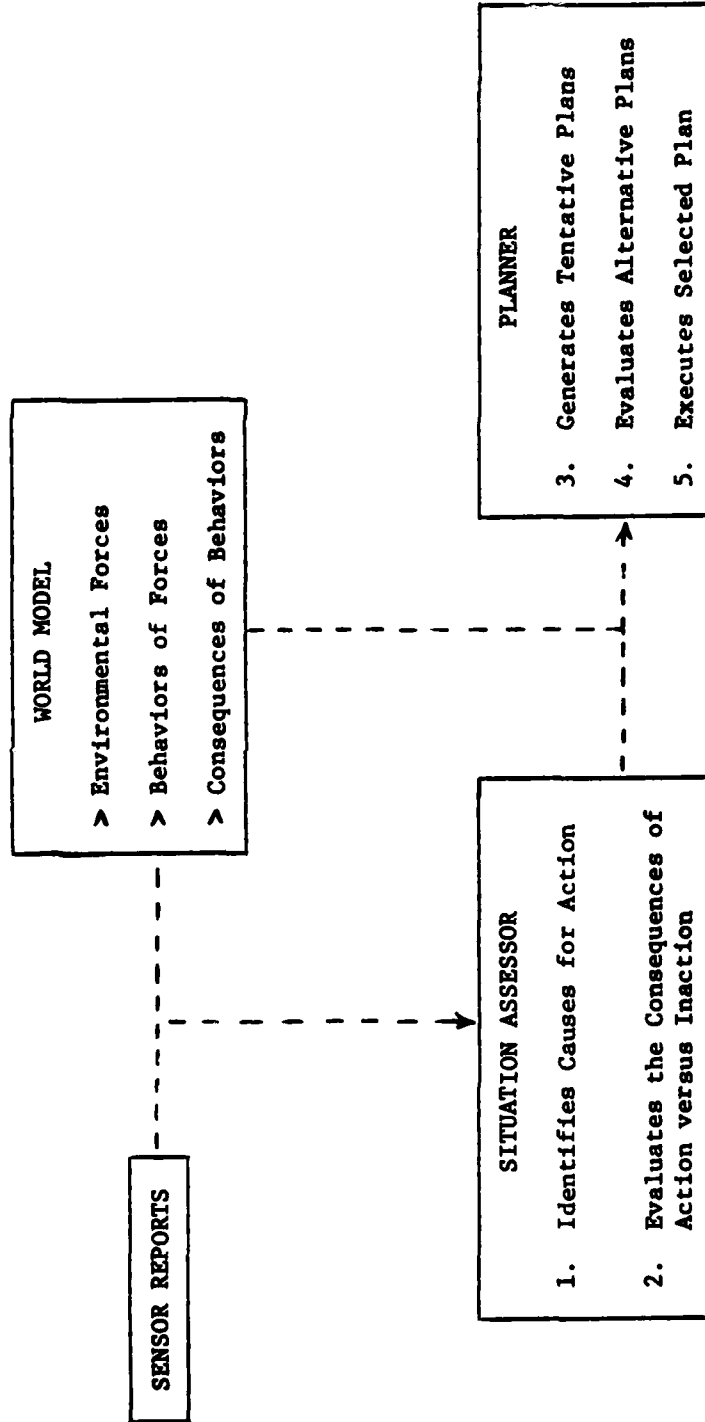 SENSOR REPORTS
WORLD MODEL
> Environmental Forces
> Behaviors of Forces
> Consequences of Behaviors
SITUATION ASSESSOR
1. Identifies Causes for Action
2. Evaluates the Consequences of
Action versus Inaction
PLANNER
3. Generates Tentative Plans
4. Evaluates Alternative Plans
5. Executes Selected Plan